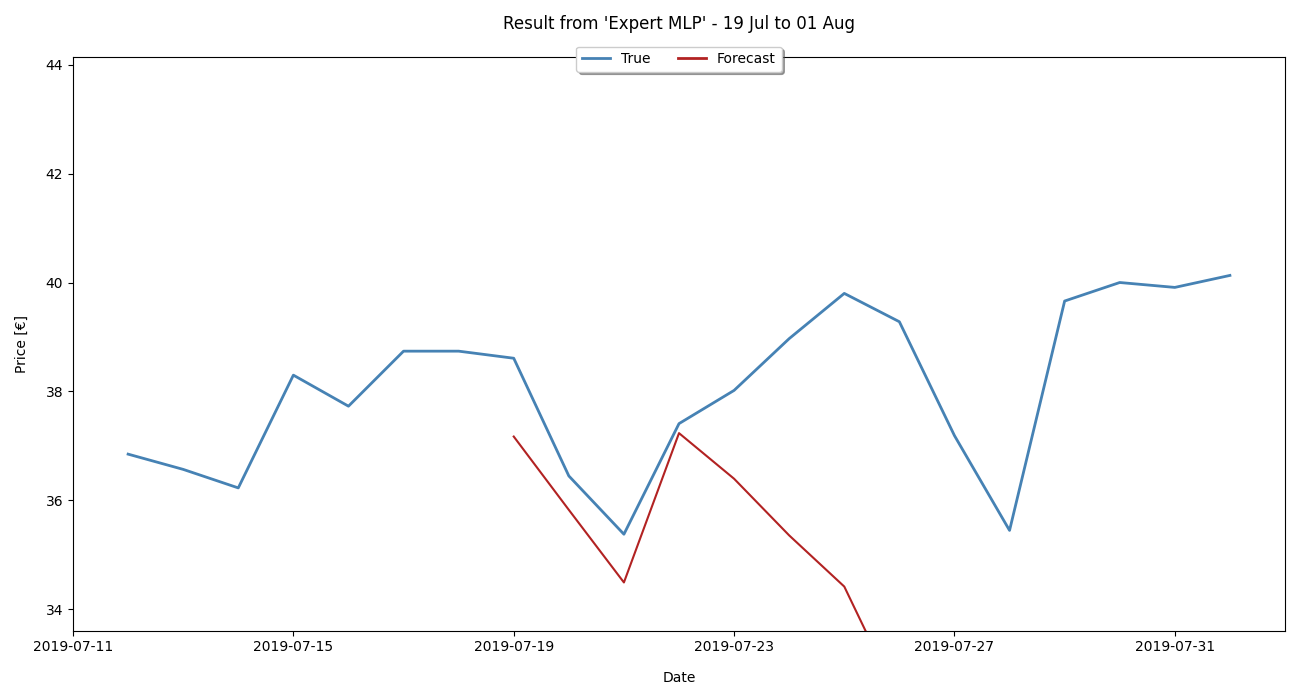 Result from 'Expert MLP' - 19 Jul to 01 Aug
True Forecast
44
42
40
38
36
34
Price [€]
2019-07-11 2019-07-15 2019-07-19 2019-07-23 2019-07-27 2019-07-31
Date